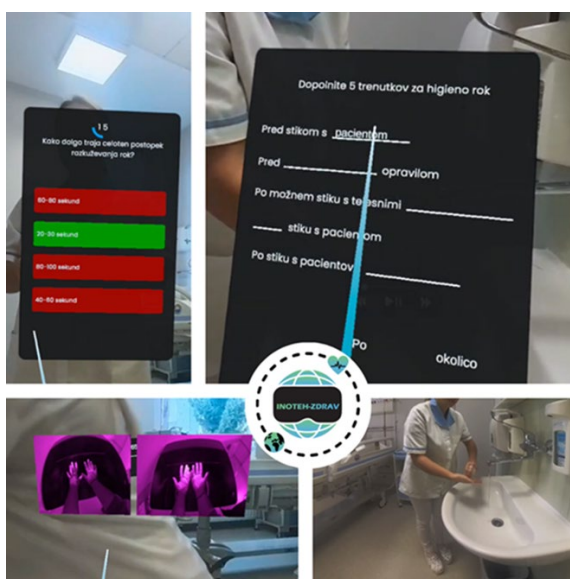 15
Kako dolgo traja celoten postopek
razkuževanja rok?
60-90 sekund
20-30 sekund
80-100 sekund
40-60 sekund
Dopolnite 5 trenutkov za higieno rok
Pred stikom s pacientom
Pred opravilom
Po možnem stiku s telesnimi
stiku s pacientom
Po stiku s pacientov
Po
okolico
INOTEH-ZDRAV